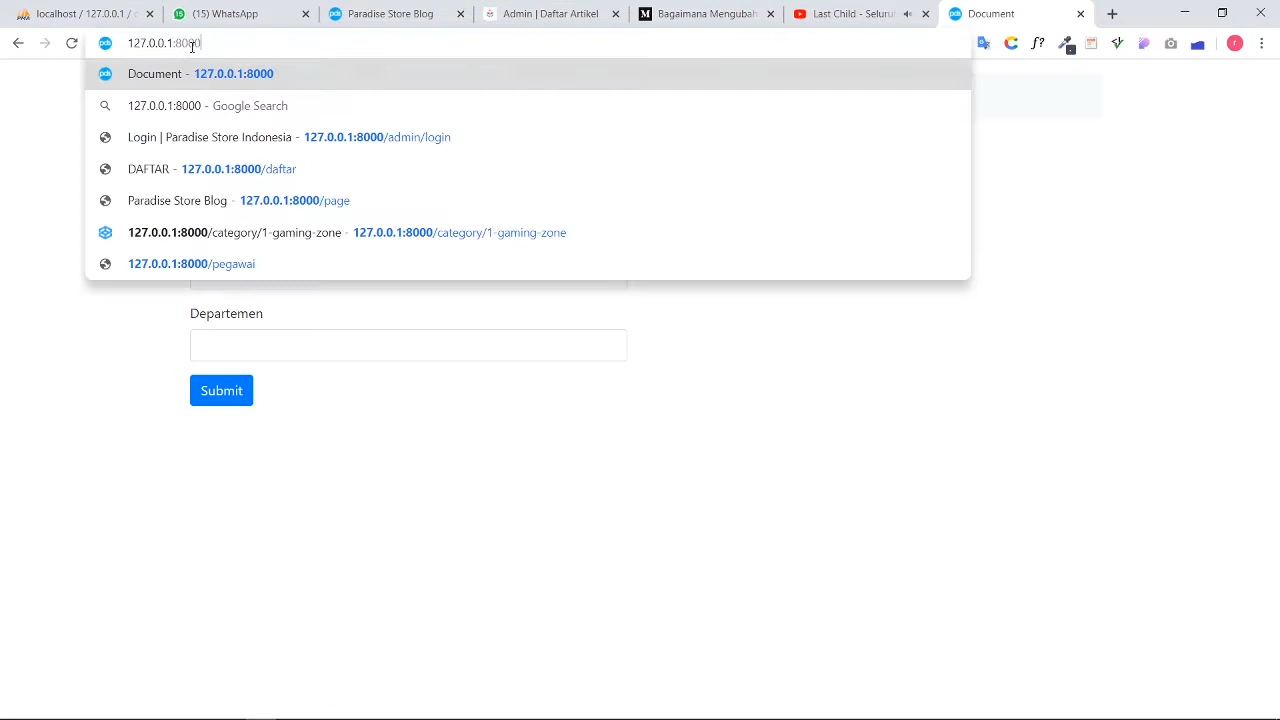 localhost / 127.0.0.1 / c
(15) WhatsApp
Paradise Store Blog
Admin | Daftar Artikel
Bagaimana Mengubah
Last Child - Seluruh
Document
127.0.0.1:8000
Document - 127.0.0.1:8000
127.0.0.1:8000 - Google Search
Login | Paradise Store Indonesia - 127.0.0.1:8000/admin/login
DAFTAR - 127.0.0.1:8000/daftar
Paradise Store Blog - 127.0.0.1:8000/page
127.0.0.1:8000/category/1-gaming-zone - 127.0.0.1:8000/category/1-gaming-zone
127.0.0.1:8000/pegawai
Departemen
Submit